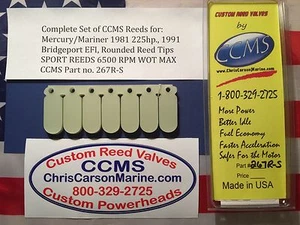 Complete Set of CCMS Reeds for:
Mercury/Mariner 1981 225hp., 1991
Bridgeport EFI, Rounded Reed Tips
SPORT REEDS 6500 RPM WOT MAX
CCMS Part no. 267R-S
Custom Reed Valves
CCMS
ChrisCarsonMarine.com
800-329-2725
Custom Powerheads
CUSTOM REED VALVES
by
CCMS
www.ChrisCarsonMarine.com
1-800-329-2725
More Power
Better Idle
Fuel Economy
Faster Acceleration
Safer For the Motor
Part# 267R-S
Price
Made in USA